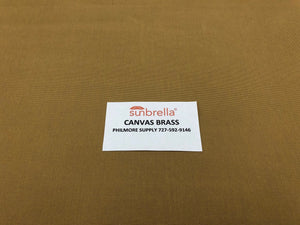 sunbrella®
CANVAS BRASS
PHILMORE SUPPLY 727-592-9146